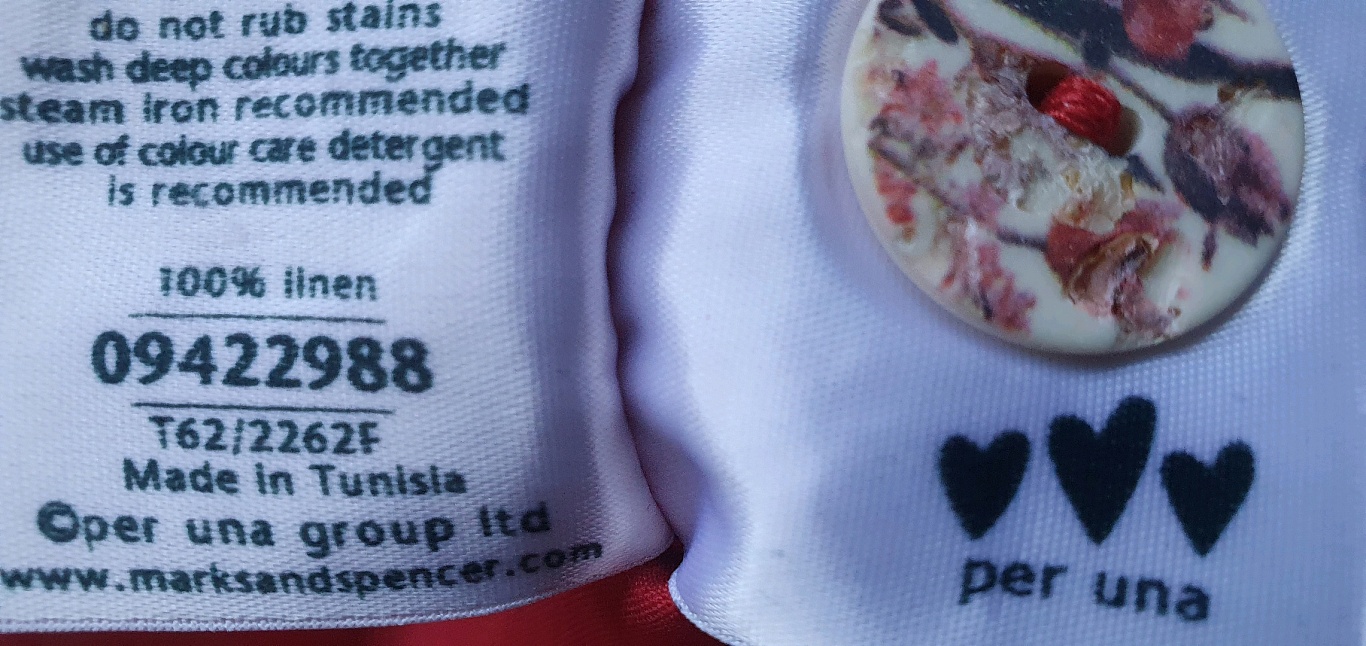 do not rub stains
wash deep colours together
steam iron recommended
use of colour care detergent
is recommended
100% linen
09422988
T62/2262F
Made in Tunisia
©per una group ltd
www.marksandspencer.com
per una